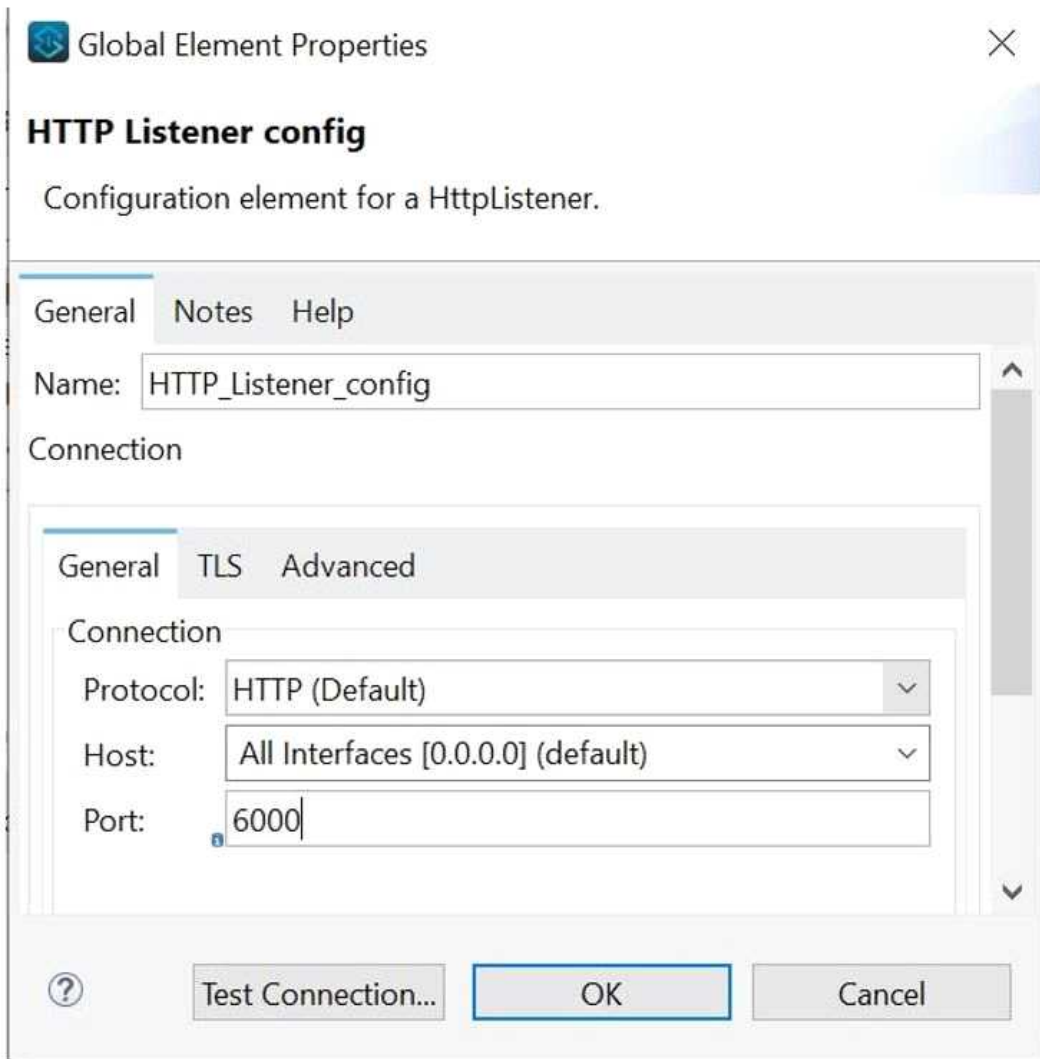 Global Element Properties
HTTP Listener config
Configuration element for a HttpListener.
General Notes Help
Name: HTTP_Listener_config
Connection
General TLS Advanced
Connection
Protocol: HTTP (Default)
Host: All Interfaces [0.0.0.0] (default)
Port: 6000
Test Connection... OK Cancel